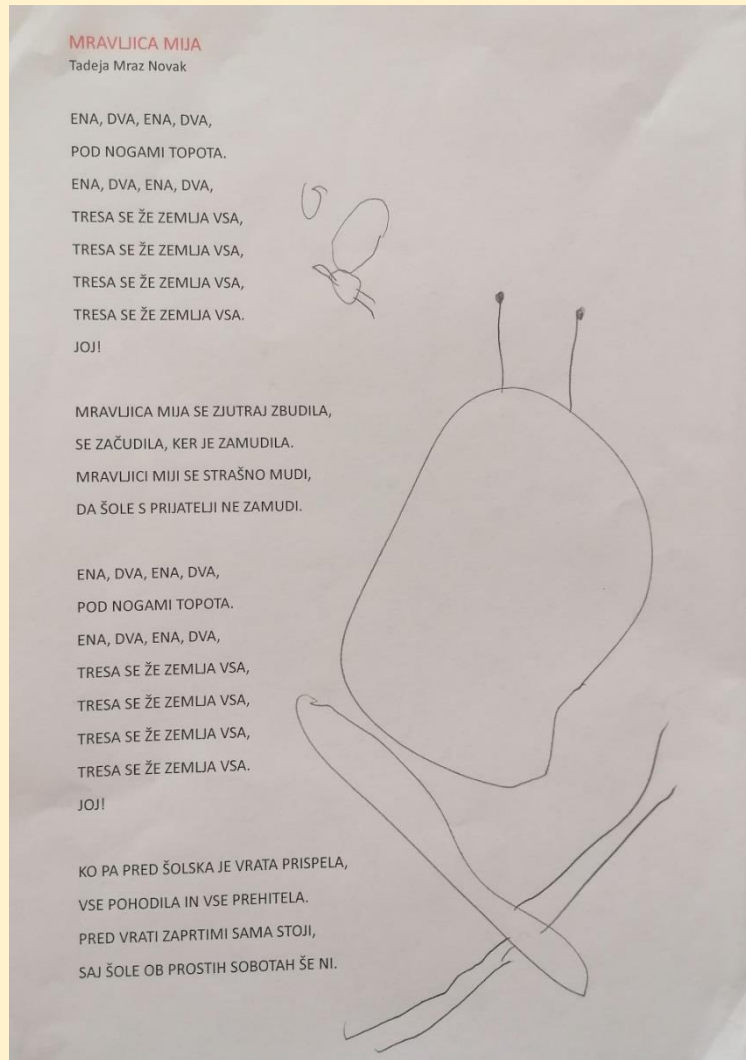 MRAVLJICA MIJA
Tadeja Mraz Novak
ENA, DVA, ENA, DVA,
POD NOGAMI TOPOTA.
ENA, DVA, ENA, DVA,
TRESA SE ŽE ZEMLJA VSA,
TRESA SE ŽE ZEMLJA VSA,
TRESA SE ŽE ZEMLJA VSA,
TRESA SE ŽE ZEMLJA VSA.
JOJ!
MRAVLJICA MIJA SE ZJUTRAJ ZBUDILA,
SE ZAČUDILA, KER JE ZAMUDILA.
MRAVLJICI MIJI SE STRAŠNO MUDI,
DA ŠOLE S PRIJATELJI NE ZAMUDI.
ENA, DVA, ENA, DVA,
POD NOGAMI TOPOTA.
ENA, DVA, ENA, DVA,
TRESA SE ŽE ZEMLJA VSA,
TRESA SE ŽE ZEMLJA VSA,
TRESA SE ŽE ZEMLJA VSA,
TRESA SE ŽE ZEMLJA VSA.
JOJ!
KO PA PRED ŠOLSKA JE VRATA PRISPELA,
VSE POHODILA IN VSE PREHITELA.
PRED VRATI ZAPRTIMI SAMA STOJI,
SAJ ŠOLE OB PROSTIH SOBOTAH ŠE NI.